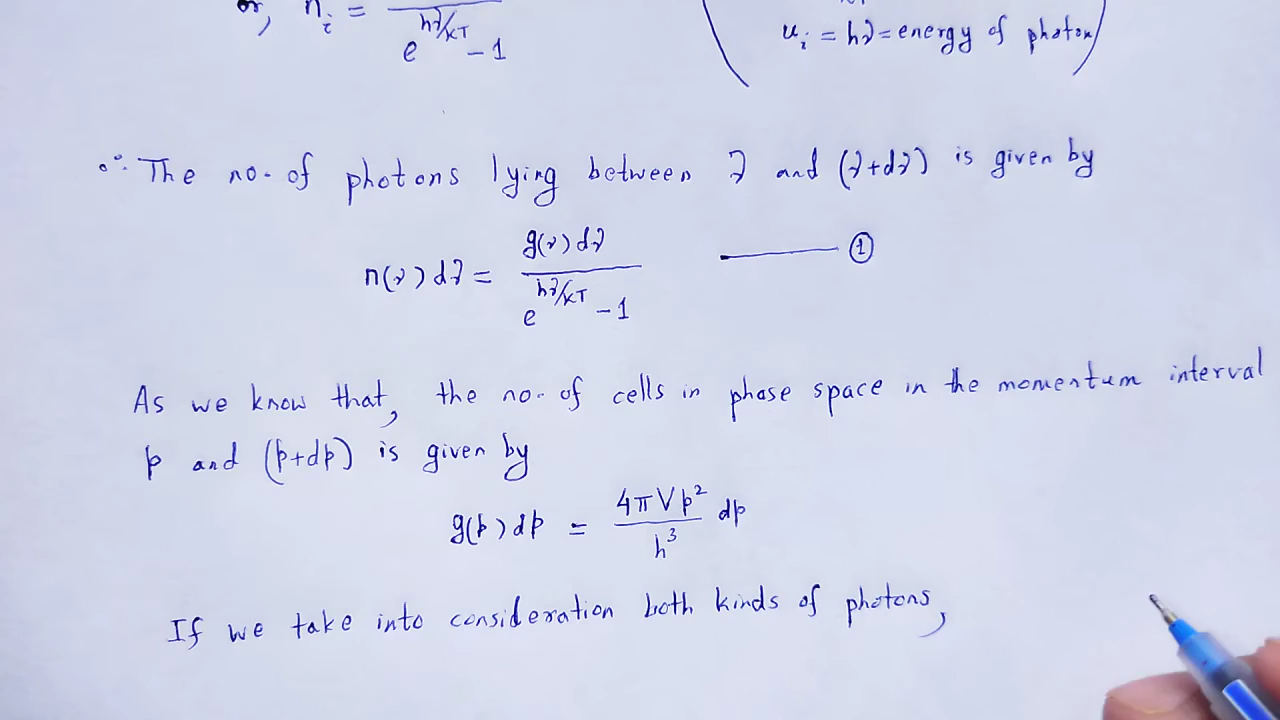 or, n_i =
e^{hν/kT} - 1
u_i = hν = energy of photon
∴ The no. of photons lying between ν and (ν+dν) is given by
n(ν) dν = g(ν) dν / (e^{hν/kT} - 1) ——— ①
As we know that, the no. of cells in phase space in the momentum interval
p and (p+dp) is given by
g(p) dp = 4πVp² / h³ dp
If we take into consideration both kinds of photons,